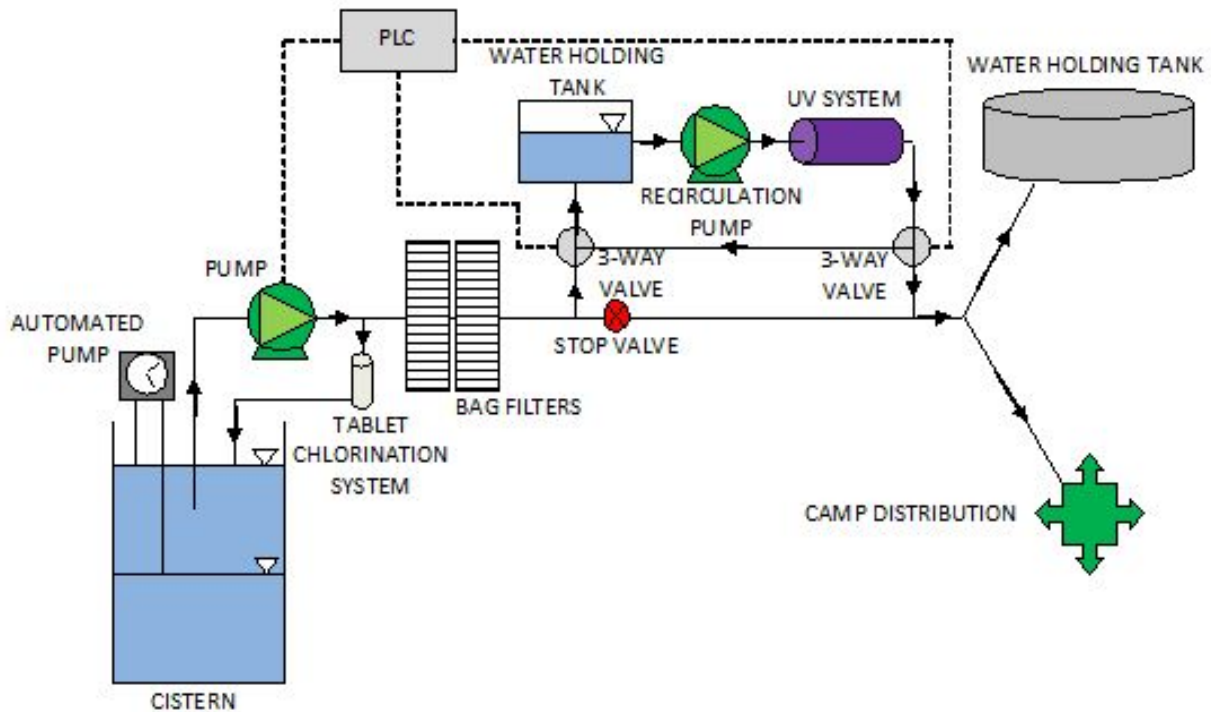 PLC
WATER HOLDING
TANK
WATER HOLDING TANK
UV SYSTEM
RECIRCULATION
PUMP
PUMP
3-WAY
VALVE
3-WAY
VALVE
AUTOMATED
PUMP
STOP VALVE
BAG FILTERS
TABLET
CHLORINATION
SYSTEM
CAMP DISTRIBUTION
CISTERN